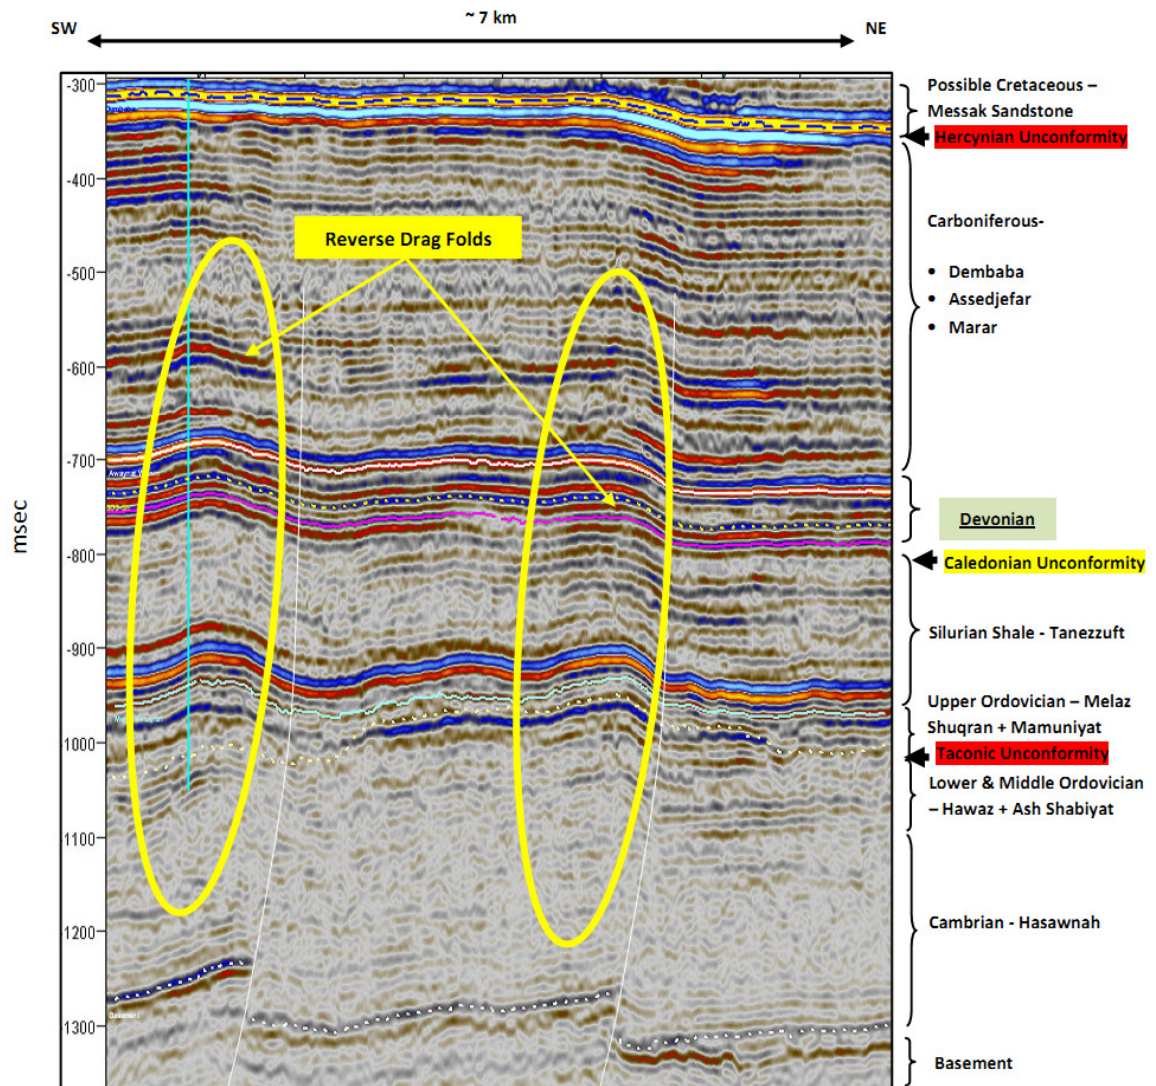 ~ 7 km
SW
NE
-300
-400
-500
-600
-700
-800
-900
-1000
-1100
-1200
-1300
msec
Reverse Drag Folds
Possible Cretaceous –
Messak Sandstone
Hercynian Unconformity
Carboniferous-
• Dembaba
• Assedjefar
• Marar
Devonian
Caledonian Unconformity
Silurian Shale - Tanezzuft
Upper Ordovician – Melaz
Shuqran + Mamuniyat
Taconic Unconformity
Lower & Middle Ordovician
– Hawaz + Ash Shabiyat
Cambrian - Hasawnah
Basement